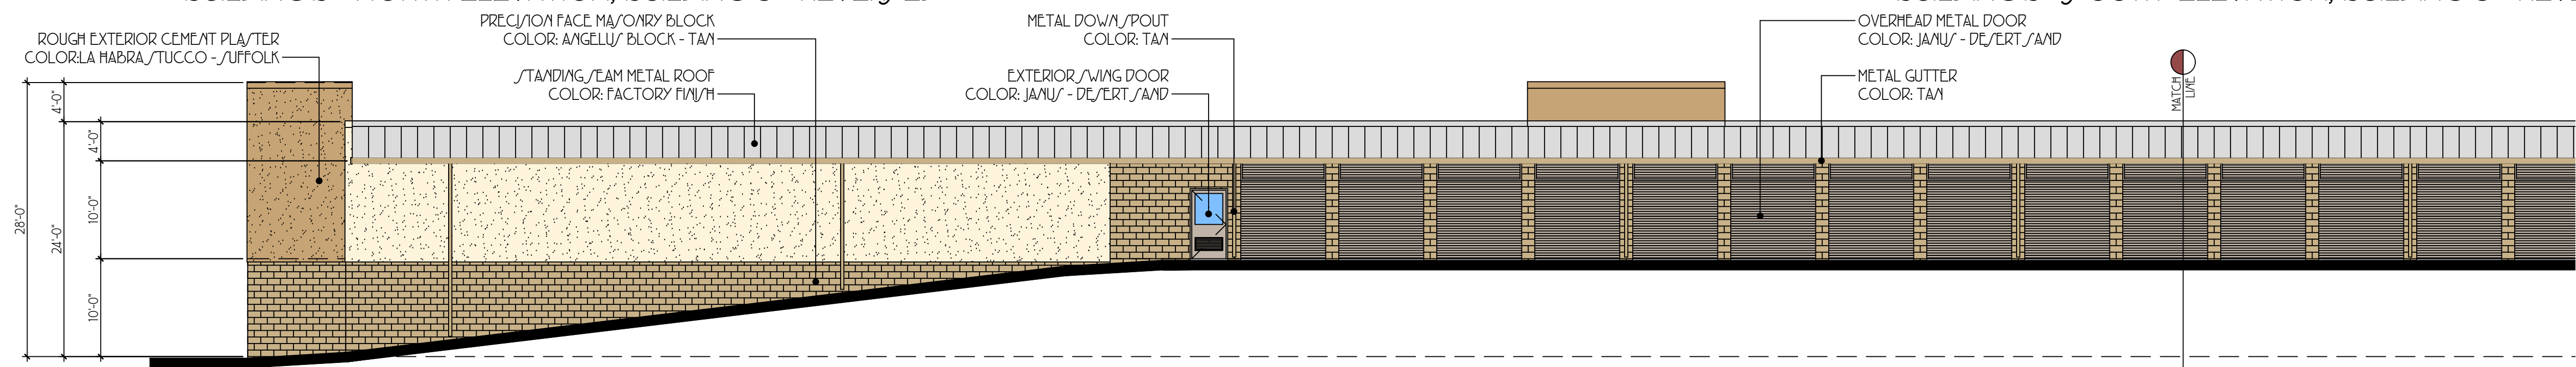 ROUGH EXTERIOR CEMENT PLASTER
COLOR:LA HABRA STUCCO - SUFFOLK
PRECISION FACE MASONRY BLOCK
COLOR: ANGELUS BLOCK - TAN
STANDING SEAM METAL ROOF
COLOR: FACTORY FINISH
METAL DOWN SPOUT
COLOR: TAN
EXTERIOR SWING DOOR
COLOR: JANUS - DESERT SAND
OVERHEAD METAL DOOR
COLOR: JANUS - DESERT SAND
METAL GUTTER
COLOR: TAN
MATCH
LINE
28'-0"
4'-0"
24'-0"
4'-0"
10'-0"
10'-0"